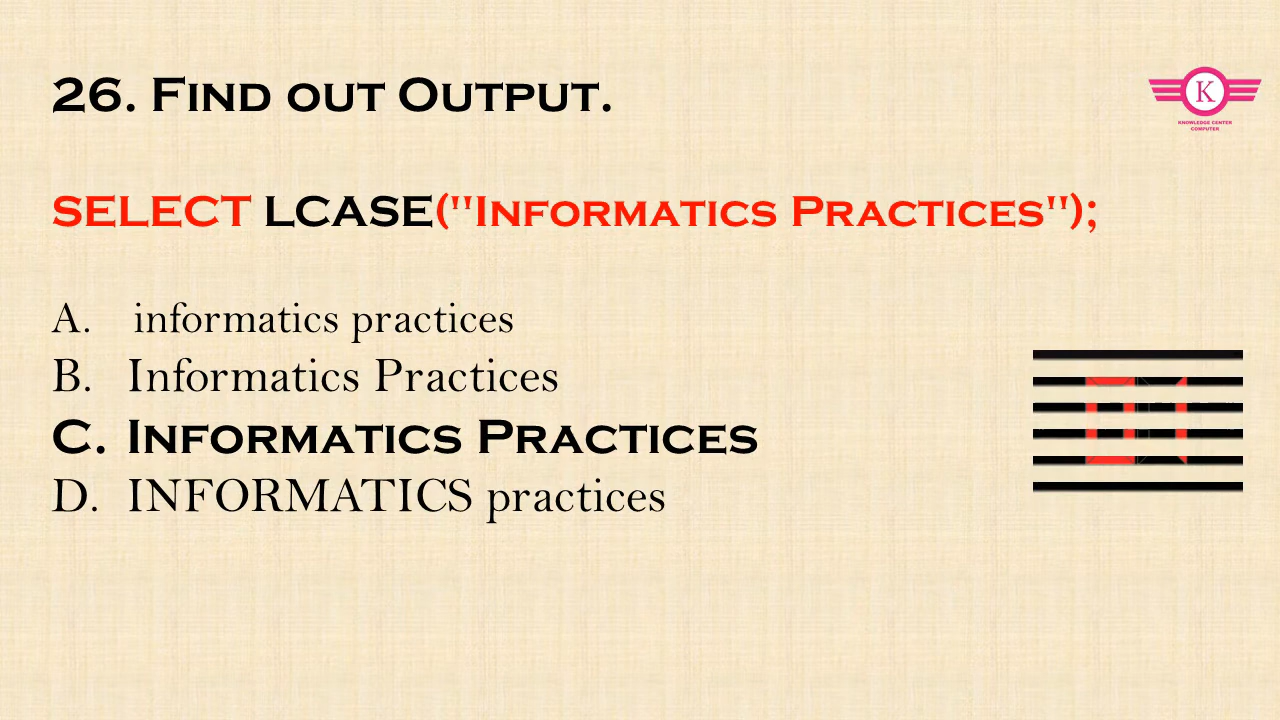 26. Find out Output.
K
KNOWLEDGE CENTER
COMPUTER
SELECT LCASE("Informatics Practices");
A. informatics practices
B. Informatics Practices
C. Informatics Practices
D. INFORMATICS practices